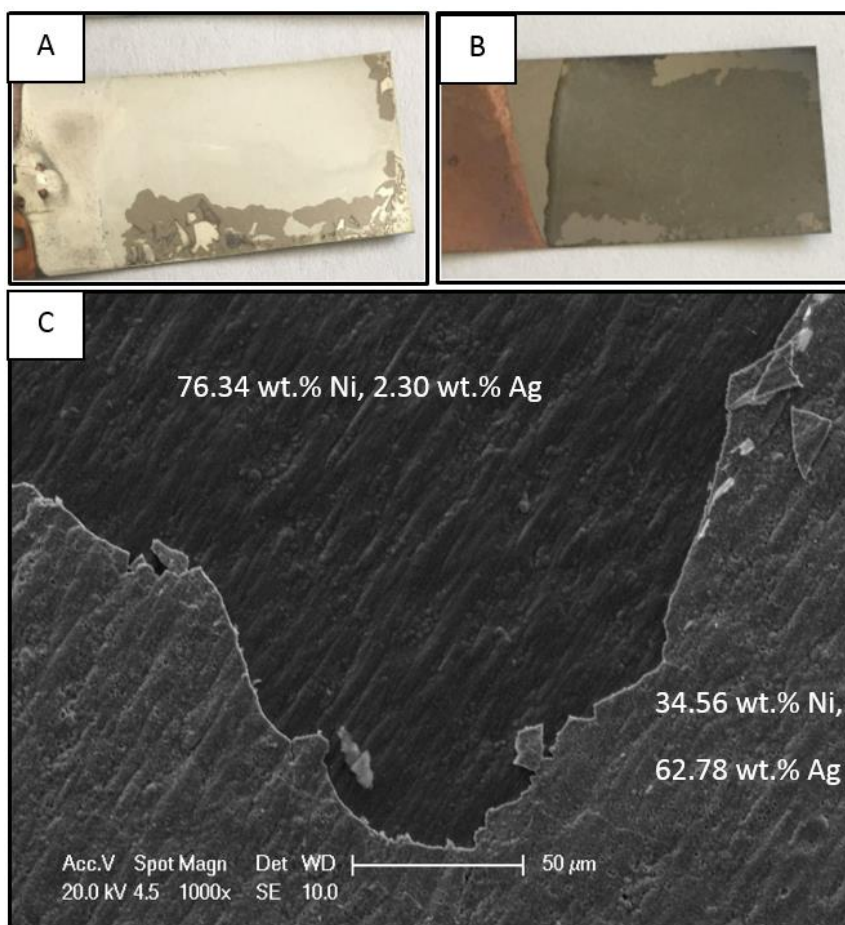 A
B
C
76.34 wt.% Ni, 2.30 wt.% Ag
34.56 wt.% Ni,
62.78 wt.% Ag
Acc.V Spot Magn Det WD 50 µm
20.0 kV 4.5 1000x SE 10.0